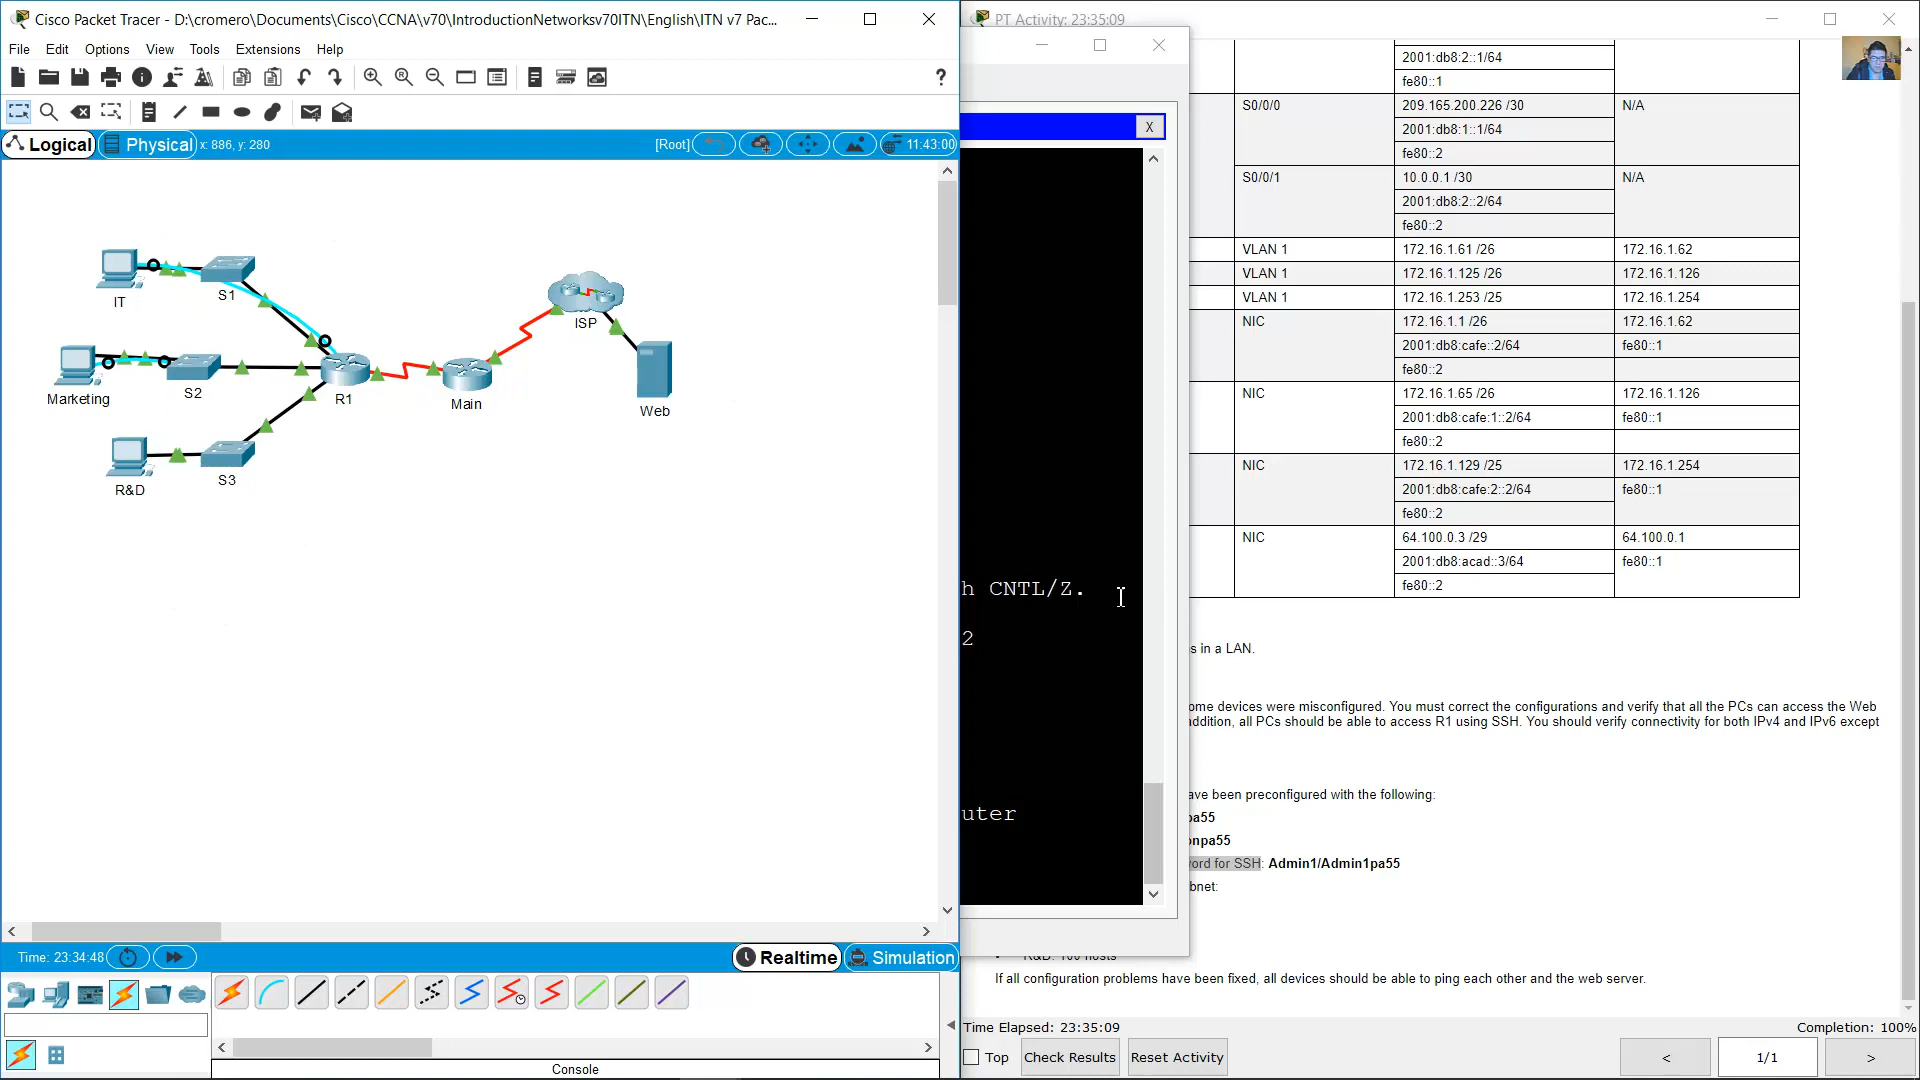 Cisco Packet Tracer - D:\cromero\Documents\Cisco\CCNA\v70\IntroductionNetworksv70ITN\English\ITN v7 Pac...
File Edit Options View Tools Extensions Help
?
Logical Physical x: 886, y: 280 [Root] 11:43:00
IT
S1
Marketing
S2
R&D
S3
R1
Main
ISP
Web
Time: 23:34:48
Realtime Simulation
Console
PT Activity: 23:35:09
X
h CNTL/Z.
2
uter
2001:db8:2::1/64
fe80::1
S0/0/0 209.165.200.226 /30 N/A
2001:db8:1::1/64
fe80::2
S0/0/1 10.0.0.1 /30 N/A
2001:db8:2::2/64
fe80::2
VLAN 1 172.16.1.61 /26 172.16.1.62
VLAN 1 172.16.1.125 /26 172.16.1.126
VLAN 1 172.16.1.253 /25 172.16.1.254
NIC 172.16.1.1 /26 172.16.1.62
2001:db8:cafe::2/64 fe80::1
fe80::2
NIC 172.16.1.65 /26 172.16.1.126
2001:db8:cafe:1::2/64 fe80::1
fe80::2
NIC 172.16.1.129 /25 172.16.1.254
2001:db8:cafe:2::2/64 fe80::1
fe80::2
NIC 64.100.0.3 /29 64.100.0.1
2001:db8:acad::3/64 fe80::1
fe80::2
s in a LAN.
ome devices were misconfigured. You must correct the configurations and verify that all the PCs can access the Web
ddition, all PCs should be able to access R1 using SSH. You should verify connectivity for both IPv4 and IPv6 except
ave been preconfigured with the following:
pa55
onpa55
word for SSH: Admin1/Admin1pa55
bnet:
R&D: 100 hosts
If all configuration problems have been fixed, all devices should be able to ping each other and the web server.
Time Elapsed: 23:35:09 Completion: 100%
Top Check Results Reset Activity < 1/1 >